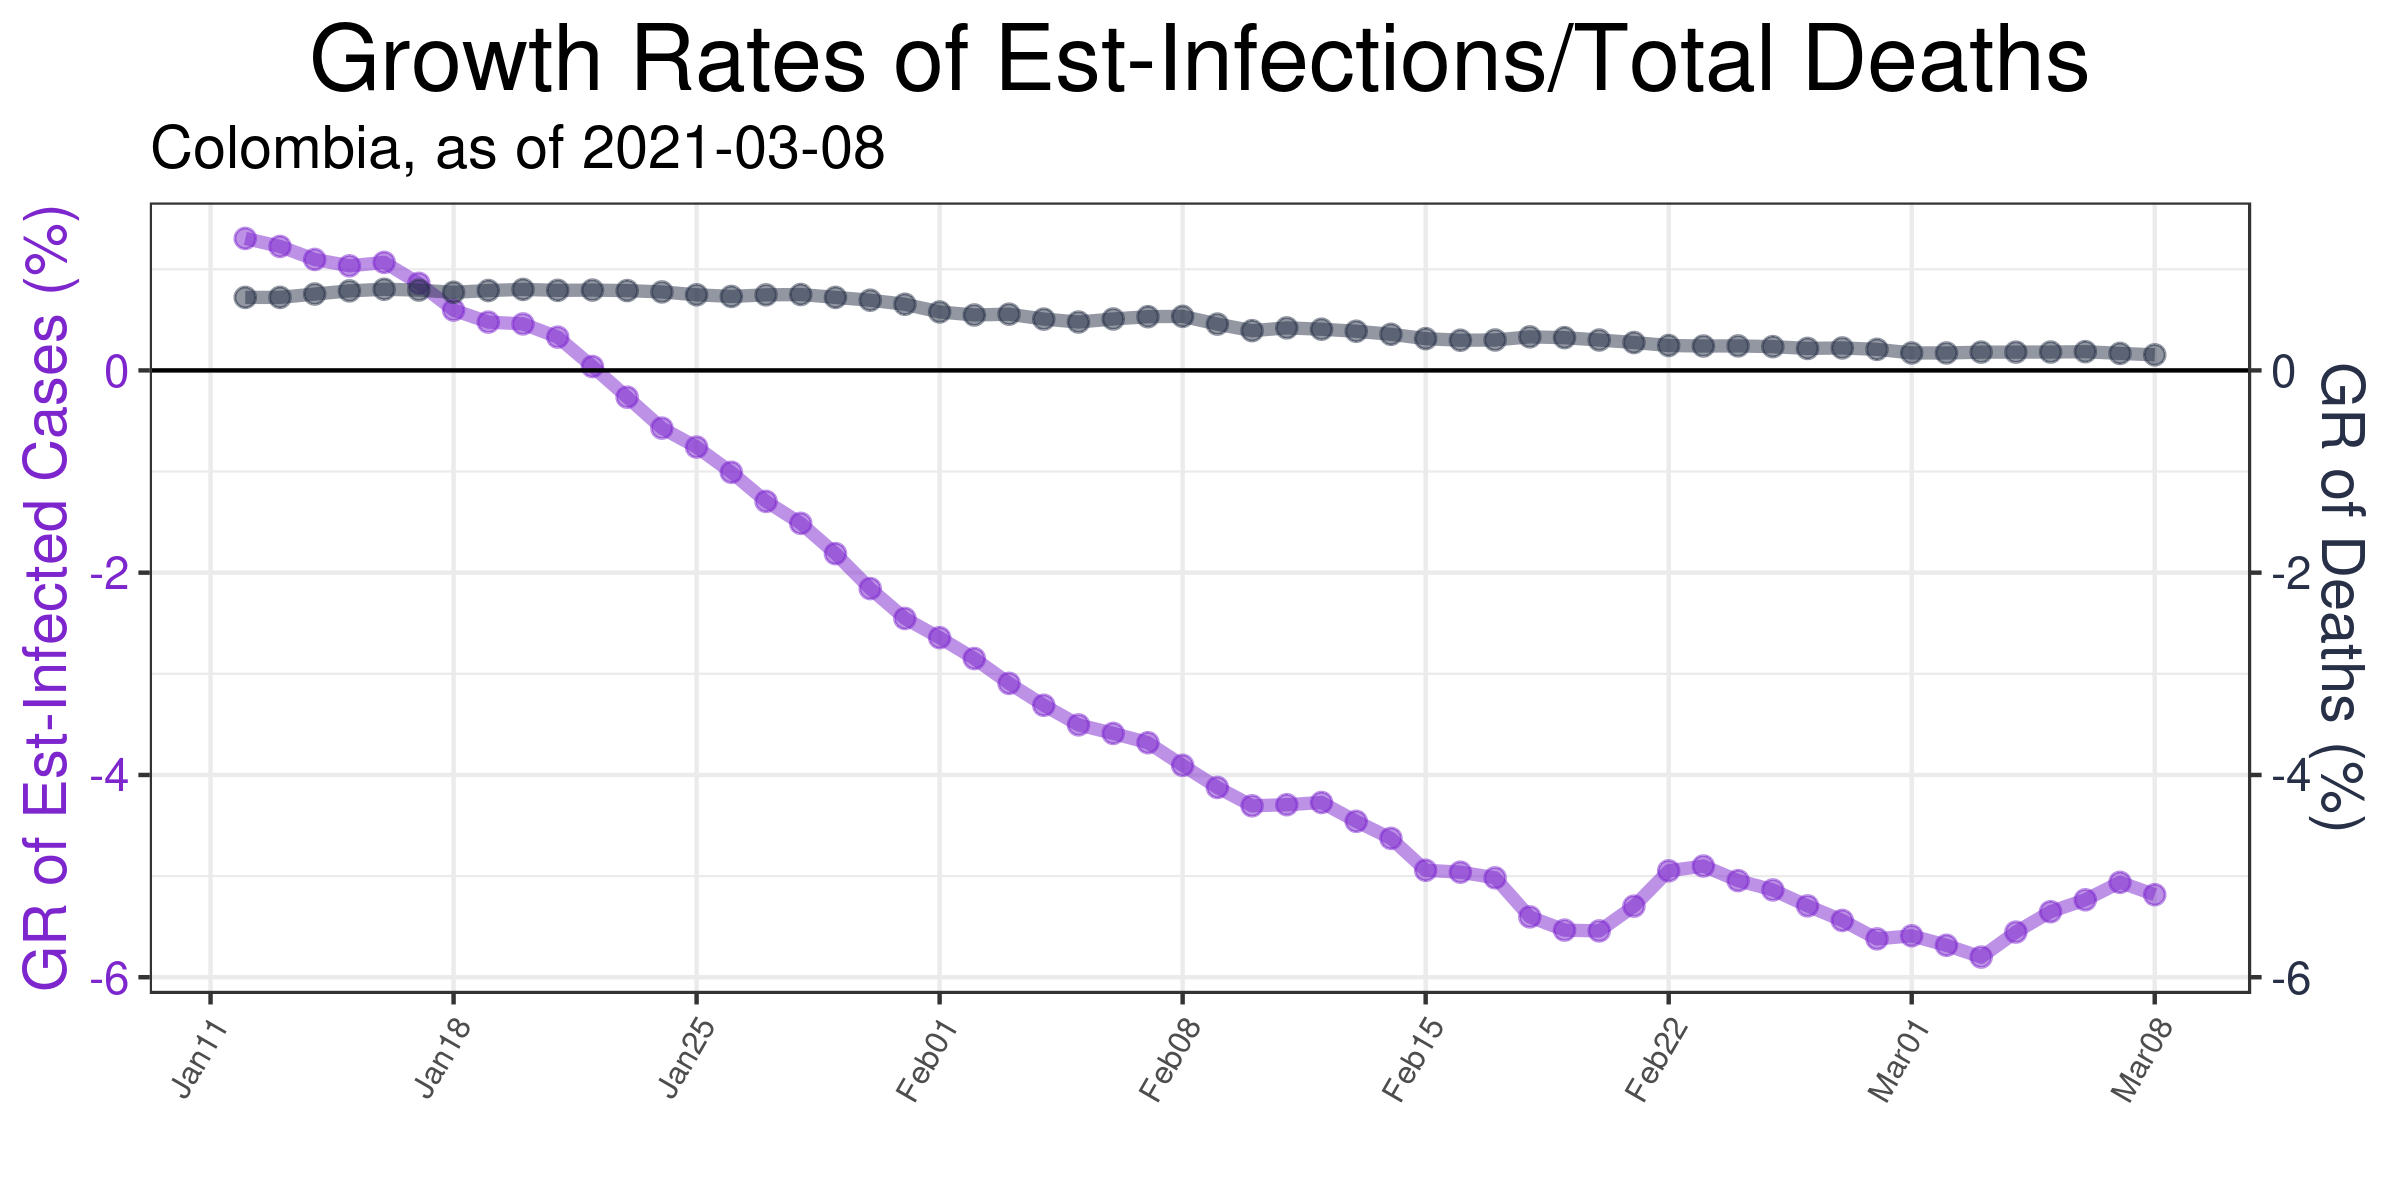 Growth Rates of Est-Infections/Total Deaths
Colombia, as of 2021-03-08
GR of Est-Infected Cases (%)
0
-2
-4
-6
0
-2
-4
-6
GR of Deaths (%)
Jan11
Jan18
Jan25
Feb01
Feb08
Feb15
Feb22
Mar01
Mar08